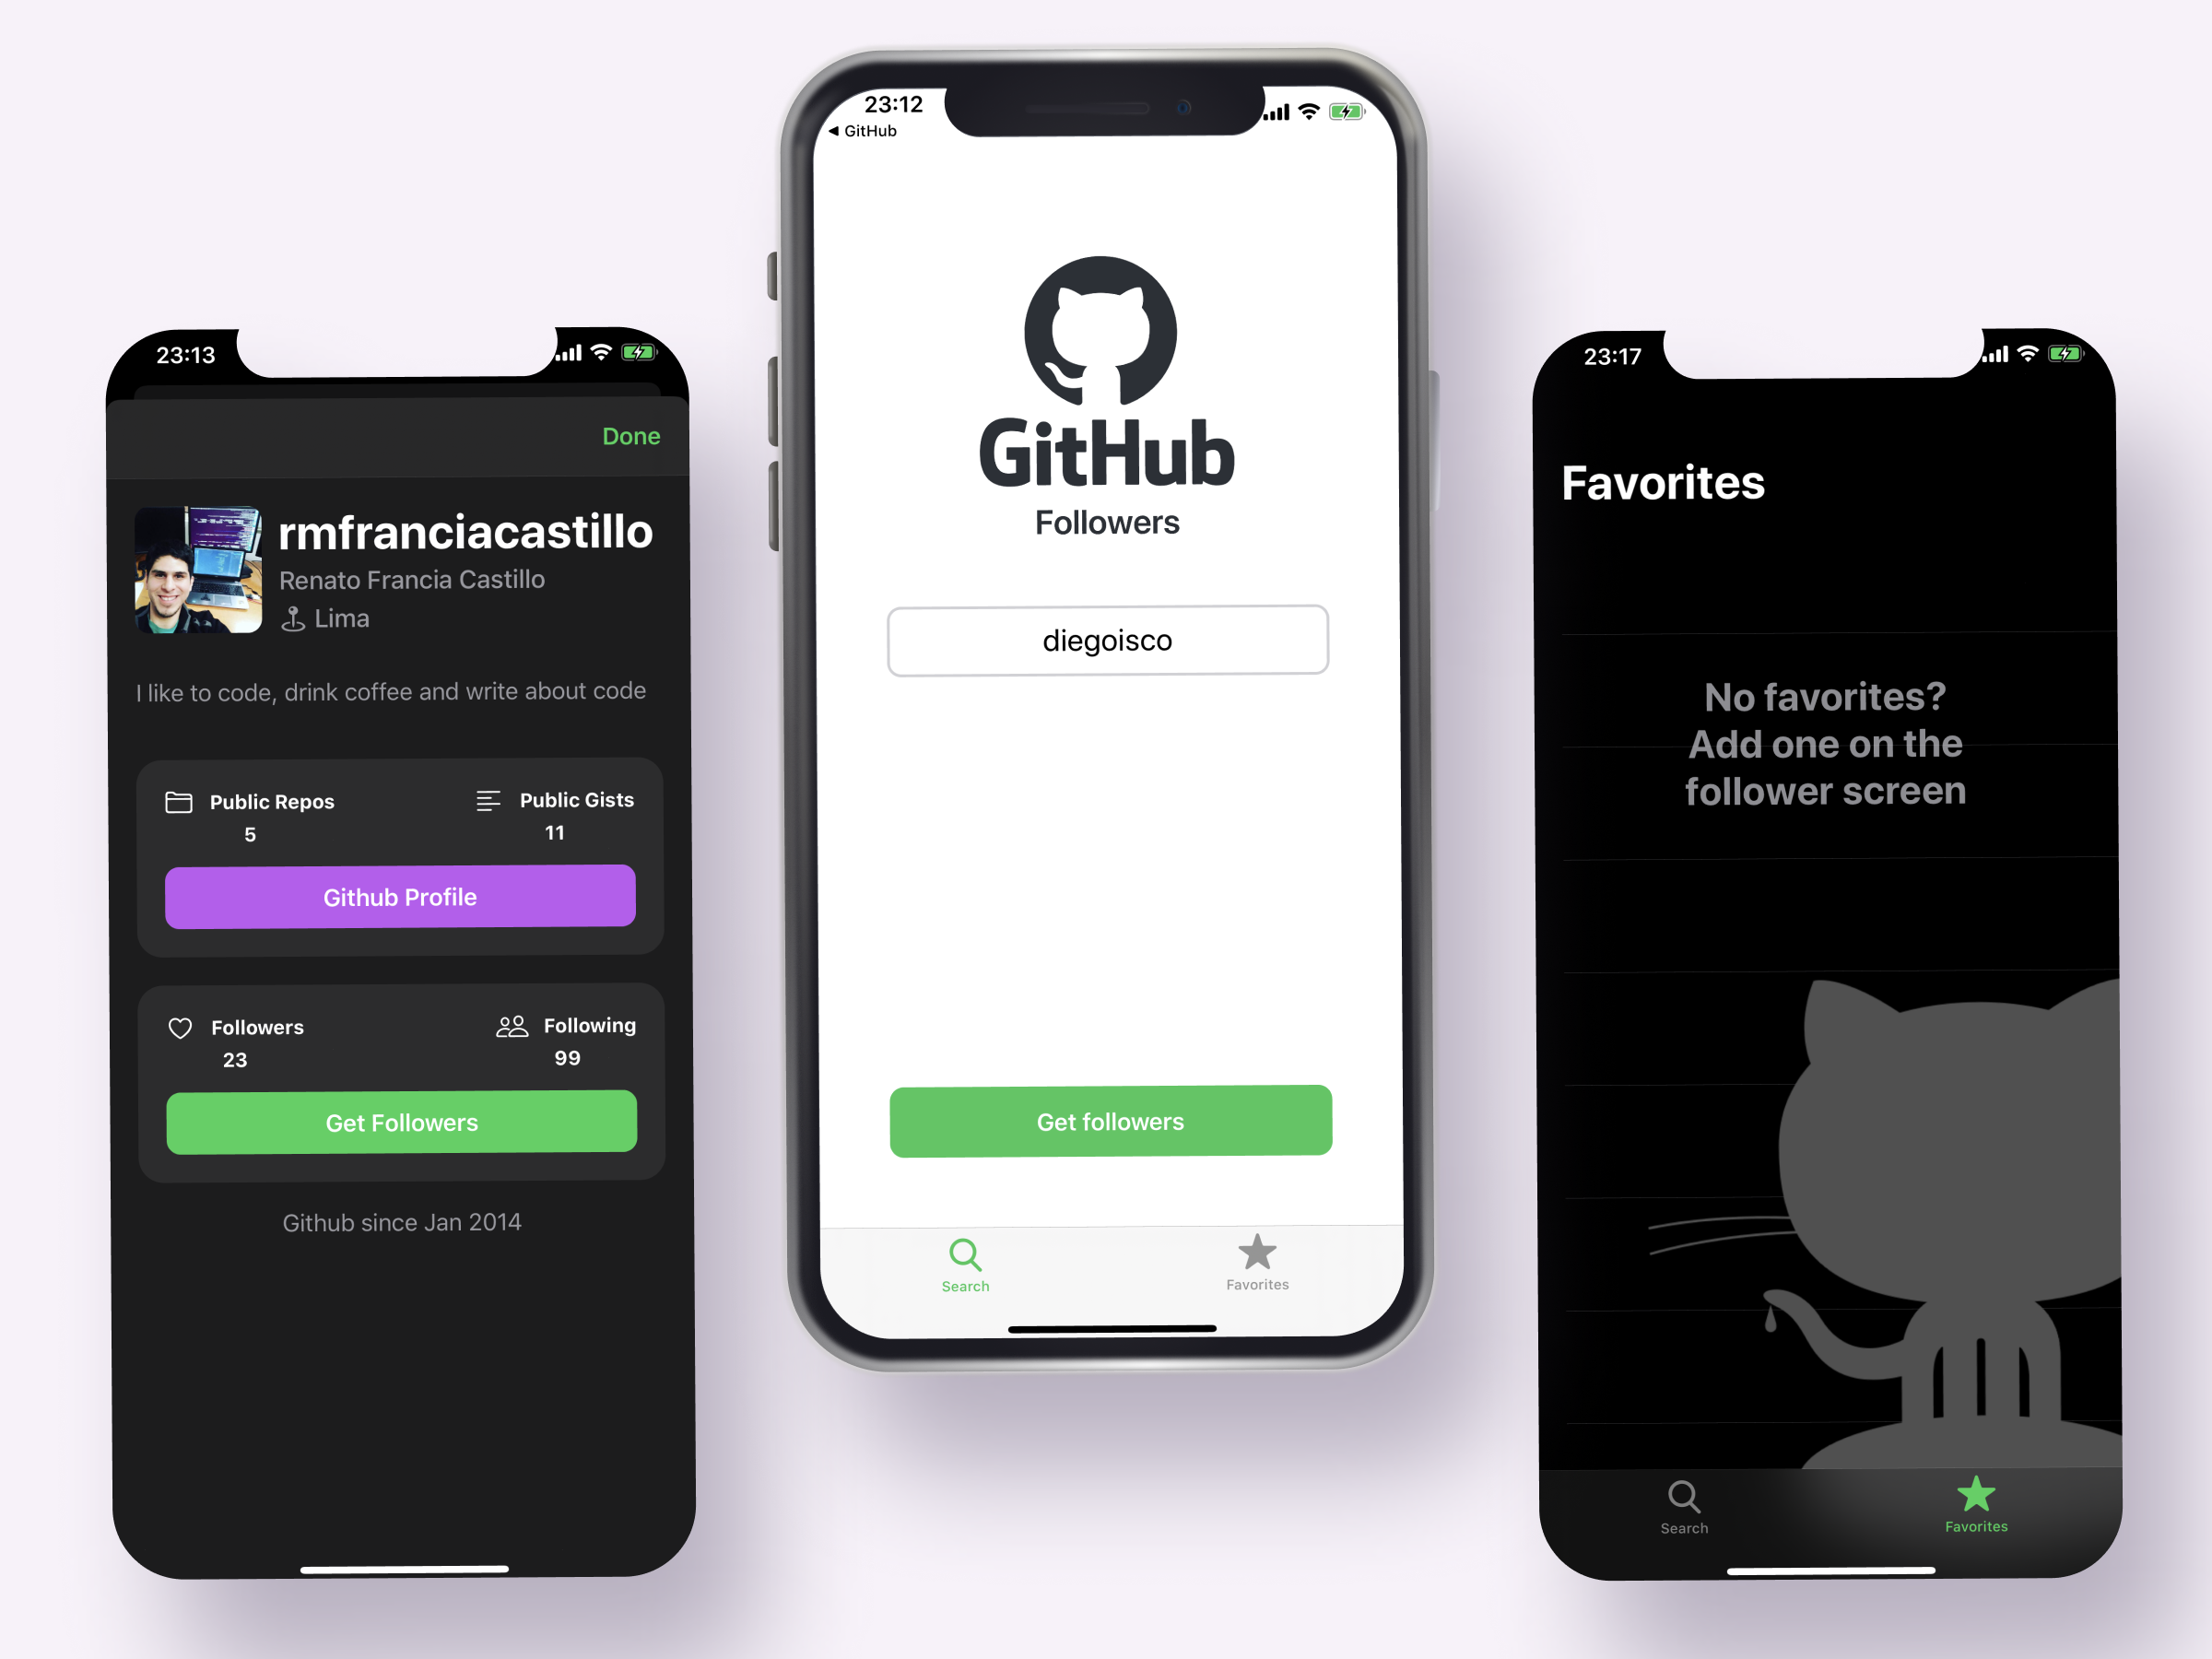 23:13
Done
rmfranciacastillo
Renato Francia Castillo
Lima
I like to code, drink coffee and write about code
Public Repos
5
Public Gists
11
Github Profile
Followers
23
Following
99
Get Followers
Github since Jan 2014
23:12
GitHub
GitHub
Followers
diegoisco
Get followers
Search
Favorites
23:17
Favorites
No favorites?
Add one on the
follower screen
Search
Favorites